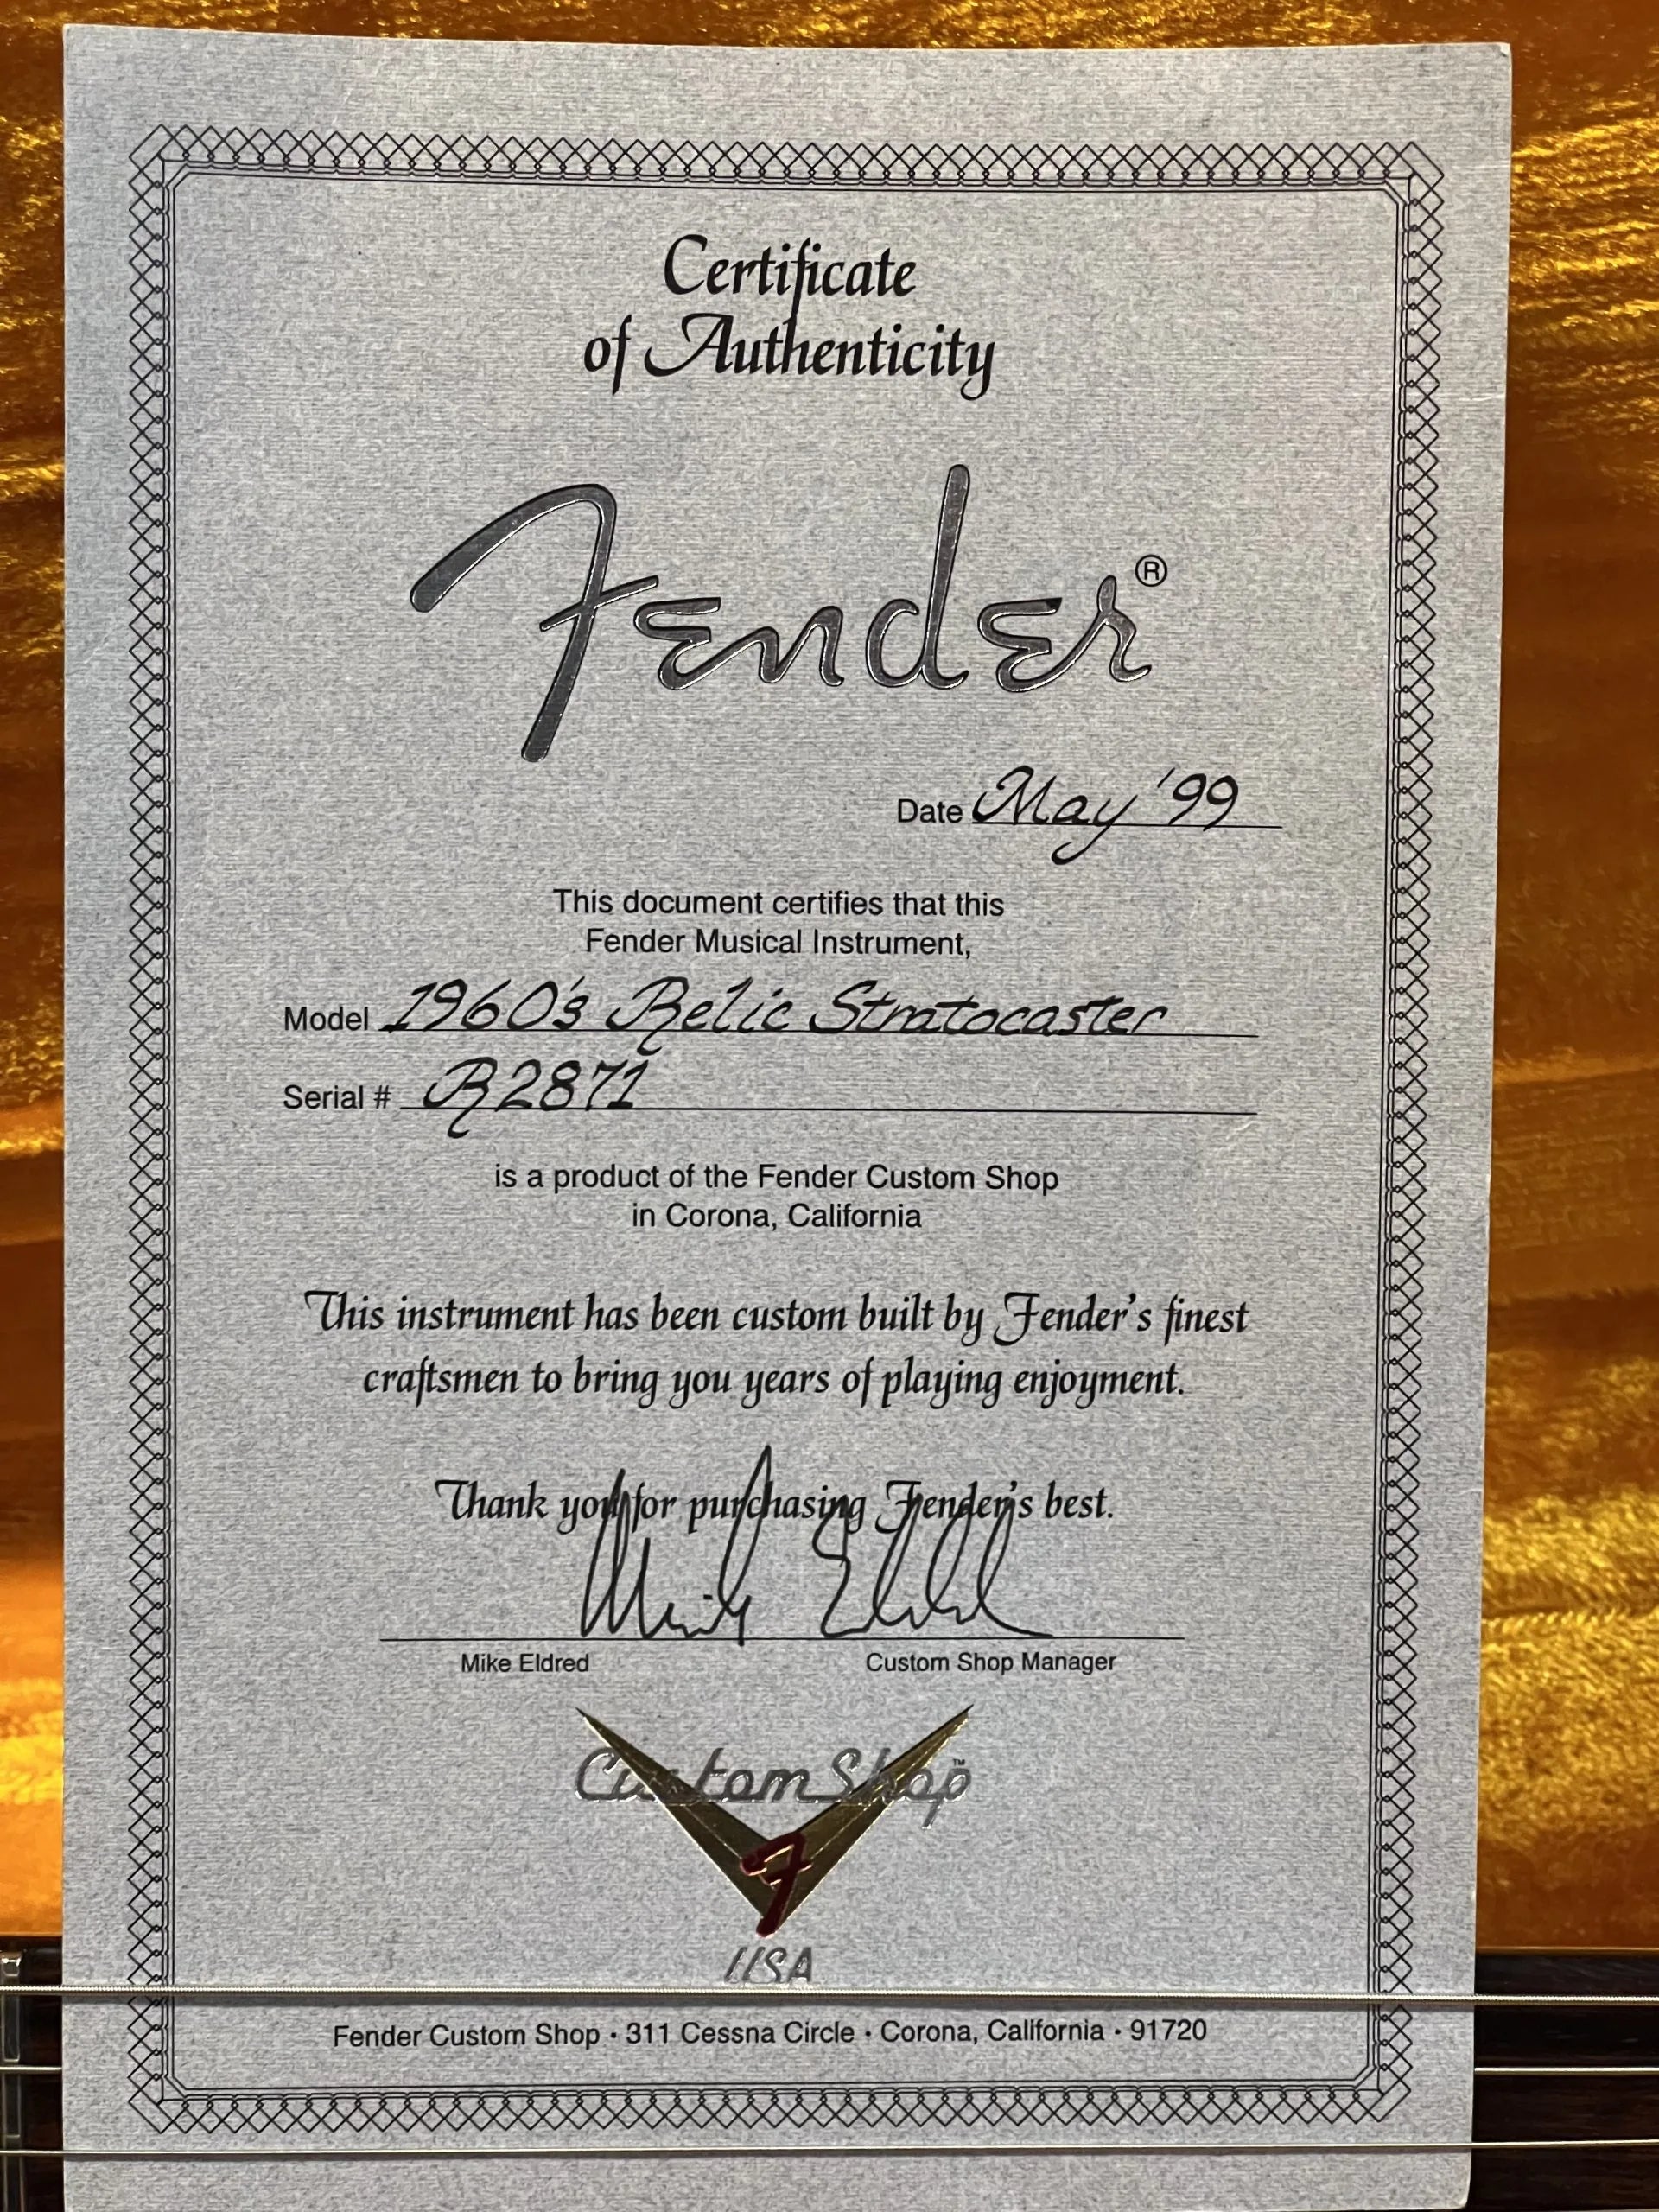 Certificate
of Authenticity
Fender®
Date May '99
This document certifies that this
Fender Musical Instrument,
Model 1960's Relic Stratocaster
Serial # R2871
is a product of the Fender Custom Shop
in Corona, California
This instrument has been custom built by Fender's finest
craftsmen to bring you years of playing enjoyment.
Thank you for purchasing Fender's best.
Mike Eldred
Mike Eldred Custom Shop Manager
Custom Shop™
F
USA
Fender Custom Shop • 311 Cessna Circle • Corona, California • 91720